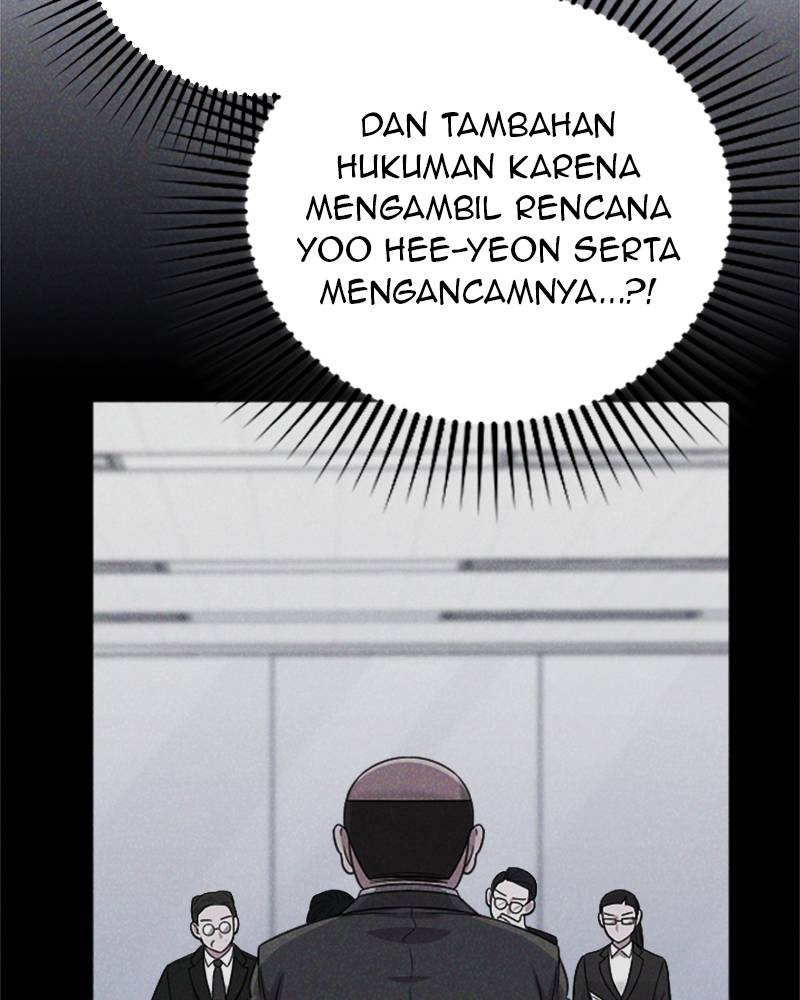 DAN TAMBAHAN
HUKUMAN KARENA
MENGAMBIL RENCANA
YOO HEE-YEON SERTA
MENGANCAMNYA...?!